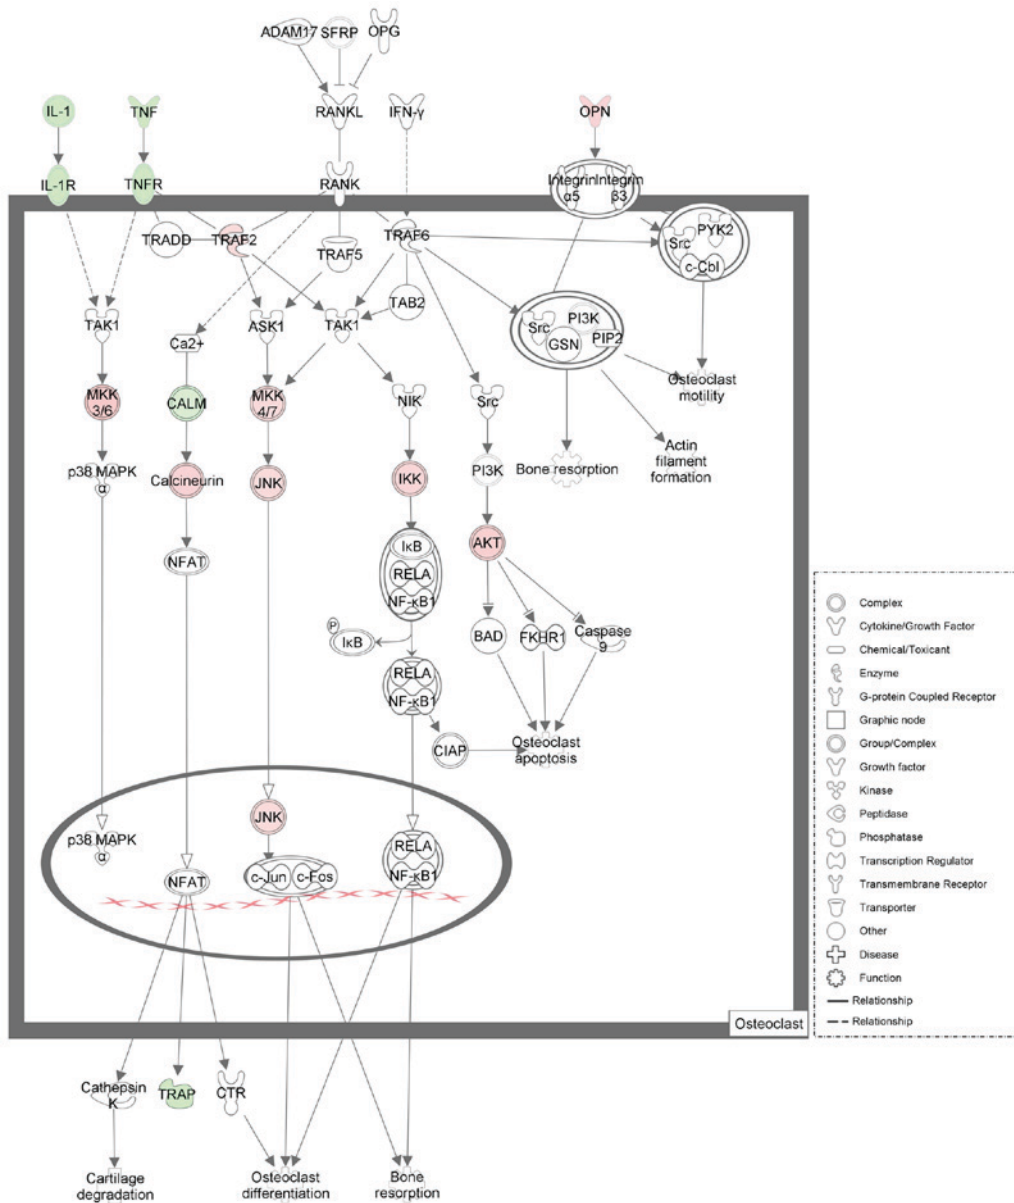 ADAM17 SFRP OPG
IL-1 TNF RANKL IFN-γ OPN
IL-1R TNFR RANK Integrin α5 Integrin β3
TRADD TRAF2 TRAF5 TRAF6 Src PYK2
c-Cbl
TAB2
TAK1 Ca2+ ASK1 TAK1 Src PI3K
GSN PIP2
MKK 3/6 CALM MKK 4/7 NIK Src Osteoclast motility
p38 MAPK α Calcineurin JNK IKK PI3K Bone resorption Actin filament formation
NFAT IκB AKT
RELA
NF-κB1
P IκB BAD FKHR1 Caspase 9
RELA
NF-κB1
CIAP Osteoclast apoptosis
p38 MAPK α JNK RELA
NFAT c-Jun c-Fos NF-κB1
Osteoclast
Cathepsin K TRAP CTR
Cartilage degradation Osteoclast differentiation Bone resorption
Complex
Cytokine/Growth Factor
Chemical/Toxicant
Enzyme
G-protein Coupled Receptor
Graphic node
Group/Complex
Growth factor
Kinase
Peptidase
Phosphatase
Transcription Regulator
Transmembrane Receptor
Transporter
Other
Disease
Function
Relationship
Relationship